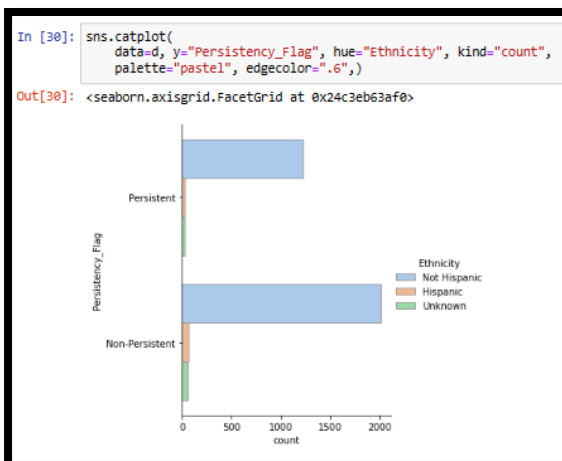 In [30]: sns.catplot(
data=d, y="Persistency_Flag", hue="Ethnicity", kind="count",
palette="pastel", edgecolor=".6",)
Out[30]: <seaborn.axisgrid.FacetGrid at 0x24c3eb63af0>
Persistent
Persistency_Flag
Non-Persistent
Ethnicity
Not Hispanic
Hispanic
Unknown
0 500 1000 1500 2000
count